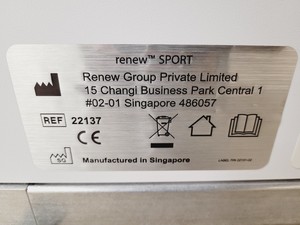 renew™ SPORT
Renew Group Private Limited
15 Changi Business Park Central 1
#02-01 Singapore 486057
REF 22137
CE
SG
Manufactured in Singapore